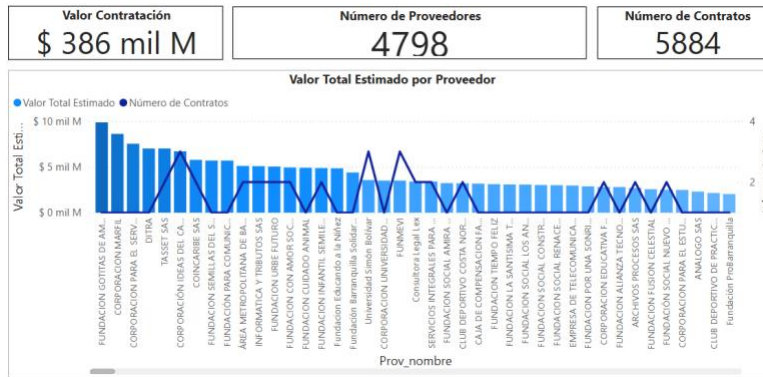 Valor Contratación
$ 386 mil M
Número de Proveedores
4798
Número de Contratos
5884
Valor Total Estimado por Proveedor
Valor Total Estimado
Número de Contratos
Valor Total Esti...
$ 10 mil M
$ 5 mil M
$ 0 mil M
4
2
0
FUNDACION GOTITAS DE AM...
CORPORACION MARFIL
CORPORACION PARA EL SERV...
DITRA
TASSET SAS
CORPORACIÓN IDEAS DEL CA...
COINCARIBE SAS
FUNDACION SEMILLAS DEL S...
FUNDACION PARA COMUNEC...
ÁREA METROPOLITANA DE BA...
INFORMATICA Y TRIBUTOS SAS
FUNDACION URBE FUTURO
FUNDACION CON AMOR SOC...
FUNDACION CUIDADO ANIMAL
FUNDACION INFANTIL SEMILE...
Fundacion Educando a la Niñez
Fundación Barranquilla Solidar...
Universidad Simón Bolívar
CORPORACION UNIVERSIDAD...
FUNMEVI
Consultora Legal Lex
SERVICIOS INTEGRALES PARA ...
FUNDACION SOCIAL AMIRA ...
CLUB DEPORTIVO COSTA NOR...
CAJA DE COMPENSACION FA...
FUNDACION TIEMPO FELIZ
FUNDACION LA SANTISIMA T...
FUNDACION SOCIAL LOS AN...
FUNDACION SOCIAL CONSTR...
FUNDACION SOCIAL RENACE...
EMPRESA DE TELECOMUNICA...
FUNDACION POR UNA SONRI...
CORPORACION EDUCATIVA F...
FUNDACION ALIANZA TECNO...
ARCHIVOS PROCESOS SAS
FUNDACION FUSION CELESTIAL
FUNDACIÓN SOCIAL NUEVO ...
CORPORACION PARA EL ESTU...
ANALOGO SAS
CLUB DEPORTIVO DE PRACTIC...
Fundación ProBarranquilla
Prov_nombre